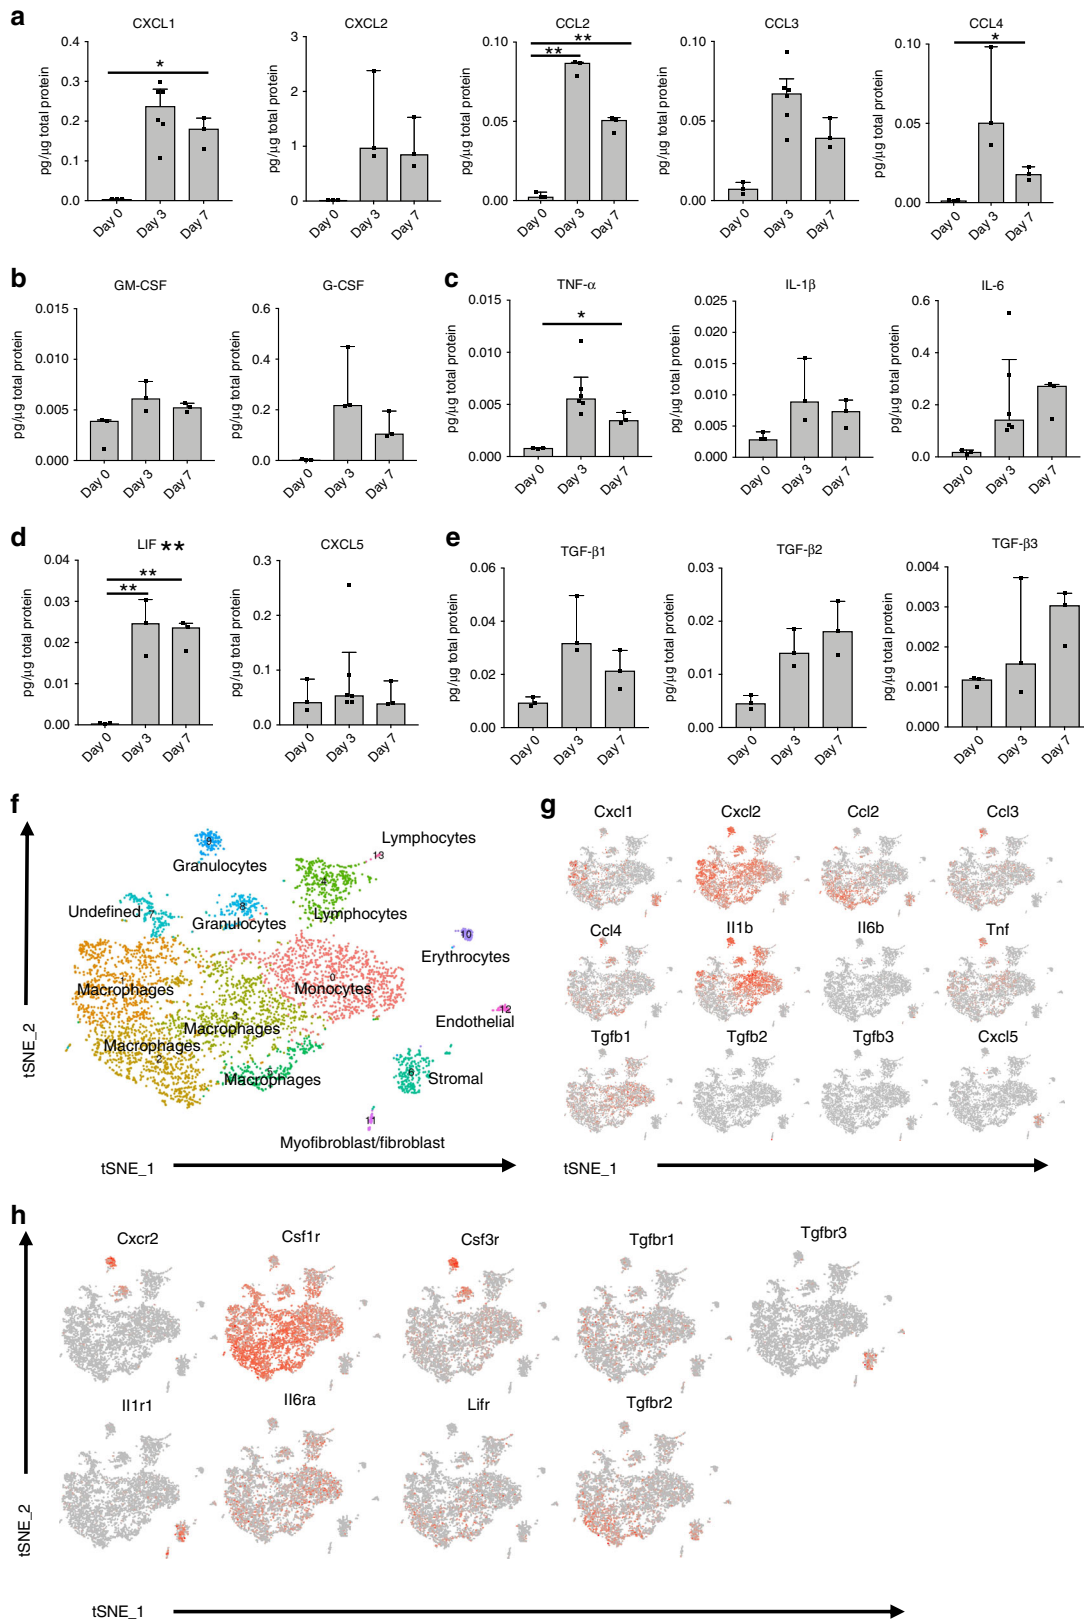 a
CXCL1
CXCL2
CCL2
CCL3
CCL4
pg/μg total protein
0.4
0.3
0.2
0.1
0.0
*
Day 0
Day 3
Day 7
pg/μg total protein
3
2
1
0
Day 0
Day 3
Day 7
pg/μg total protein
0.10
0.05
0.00
**
**
Day 0
Day 3
Day 7
pg/μg total protein
0.10
0.05
0.00
Day 0
Day 3
Day 7
pg/μg total protein
0.10
0.05
0.00
*
Day 0
Day 3
Day 7
b
GM-CSF
G-CSF
pg/μg total protein
0.015
0.010
0.005
0.000
Day 0
Day 3
Day 7
pg/μg total protein
0.6
0.4
0.2
0.0
Day 0
Day 3
Day 7
c
TNF-α
IL-1β
IL-6
pg/μg total protein
0.015
0.010
0.005
0.000
*
Day 0
Day 3
Day 7
pg/μg total protein
0.025
0.020
0.015
0.010
0.005
0.000
Day 0
Day 3
Day 7
pg/μg total protein
0.6
0.4
0.2
0.0
Day 0
Day 3
Day 7
d
LIF **
CXCL5
pg/μg total protein
0.04
0.03
0.02
0.01
0.00
**
**
Day 0
Day 3
Day 7
pg/μg total protein
0.3
0.2
0.1
0.0
Day 0
Day 3
Day 7
e
TGF-β1
TGF-β2
TGF-β3
pg/μg total protein
0.06
0.04
0.02
0.00
Day 0
Day 3
Day 7
pg/μg total protein
0.03
0.02
0.01
0.00
Day 0
Day 3
Day 7
pg/μg total protein
0.004
0.003
0.002
0.001
0.000
Day 0
Day 3
Day 7
f
tSNE_2
Granulocytes
Lymphocytes
13
4
Undefined
7
8
Granulocytes
Lymphocytes
10
Erythrocytes
1
Macrophages
0
Monocytes
3
Macrophages
12
Endothelial
Macrophages
2
5
Macrophages
6
Stromal
11
Myofibroblast/fibroblast
tSNE_1
g
Cxcl1
Cxcl2
Ccl2
Ccl3
Ccl4
Il1b
Il6b
Tnf
Tgfb1
Tgfb2
Tgfb3
Cxcl5
tSNE_1
h
tSNE_2
Cxcr2
Csf1r
Csf3r
Tgfbr1
Tgfbr3
Il1r1
Il6ra
Lifr
Tgfbr2
tSNE_1